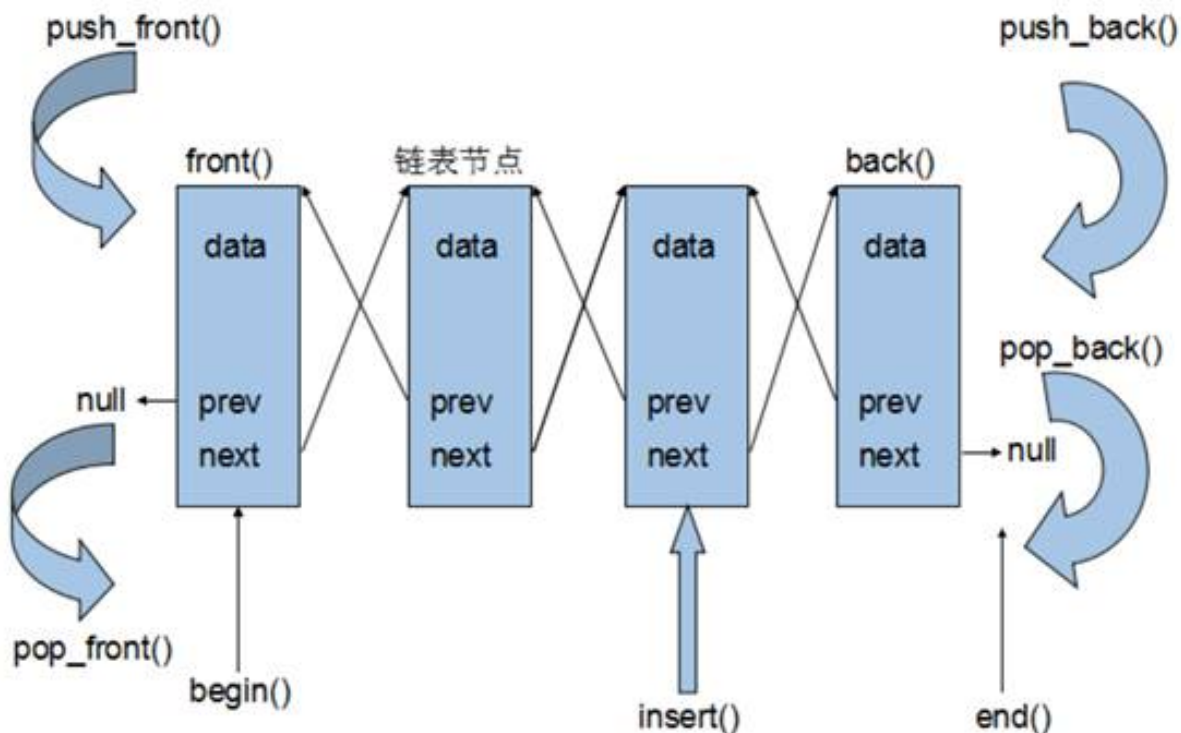 push_front()
push_back()
front()
链表节点
back()
data
data
data
data
pop_back()
null
prev
prev
prev
prev
next
next
next
next
null
pop_front()
begin()
insert()
end()